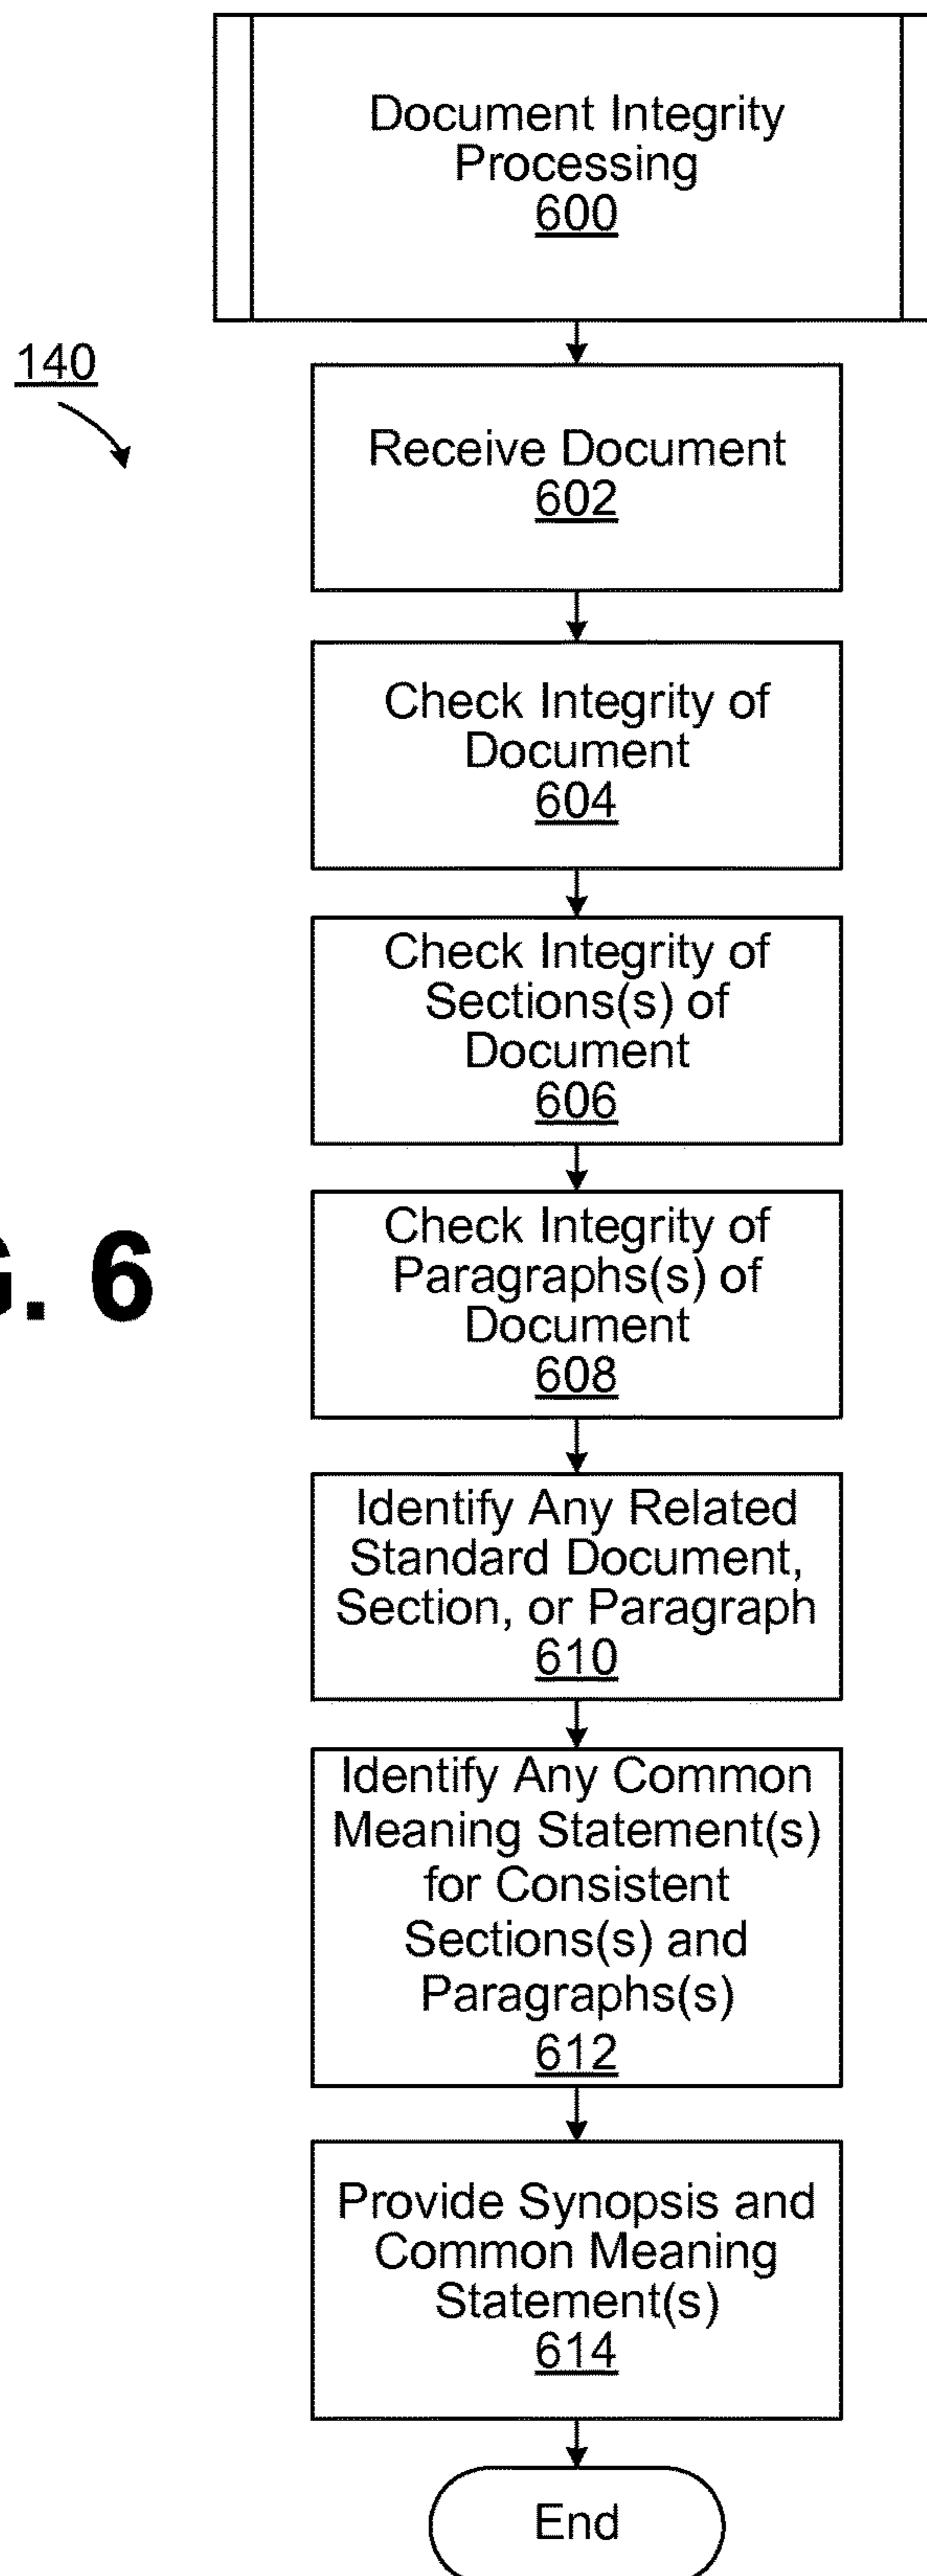 Document Integrity
Processing
600
140
Receive Document
602
Check Integrity of
Document
604
Check Integrity of
Sections(s) of
Document
606
Check Integrity of
Paragraphs(s) of
Document
608
G. 6
Identify Any Related
Standard Document,
Section, or Paragraph
610
Identify Any Common
Meaning Statement(s)
for Consistent
Sections(s) and
Paragraphs(s)
612
Provide Synopsis and
Common Meaning
Statement(s)
614
End